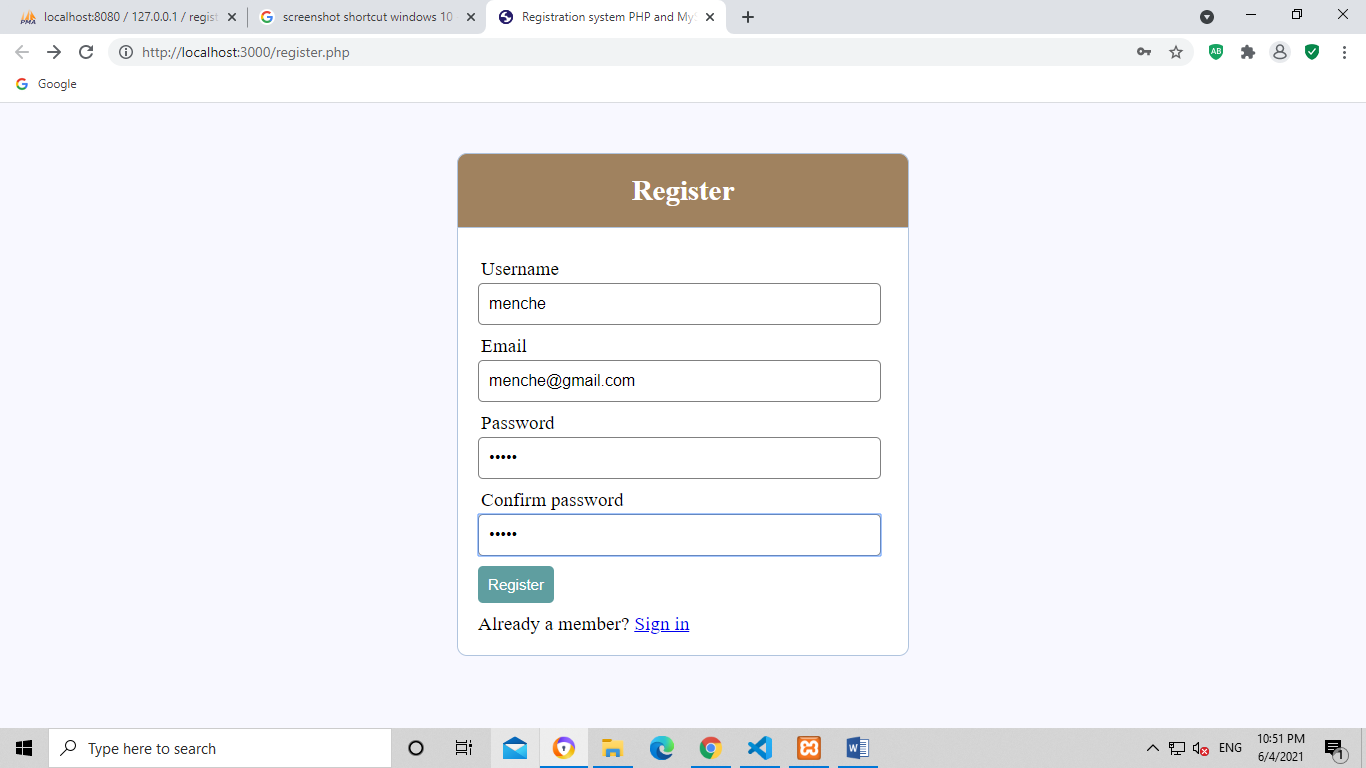 localhost:8080 / 127.0.0.1 / regist
screenshot shortcut windows 10
Registration system PHP and My
http://localhost:3000/register.php
Google
Register
Username
menche
Email
menche@gmail.com
Password
•••••
Confirm password
•••••
Register
Already a member? Sign in
Type here to search
ENG
10:51 PM
6/4/2021
1